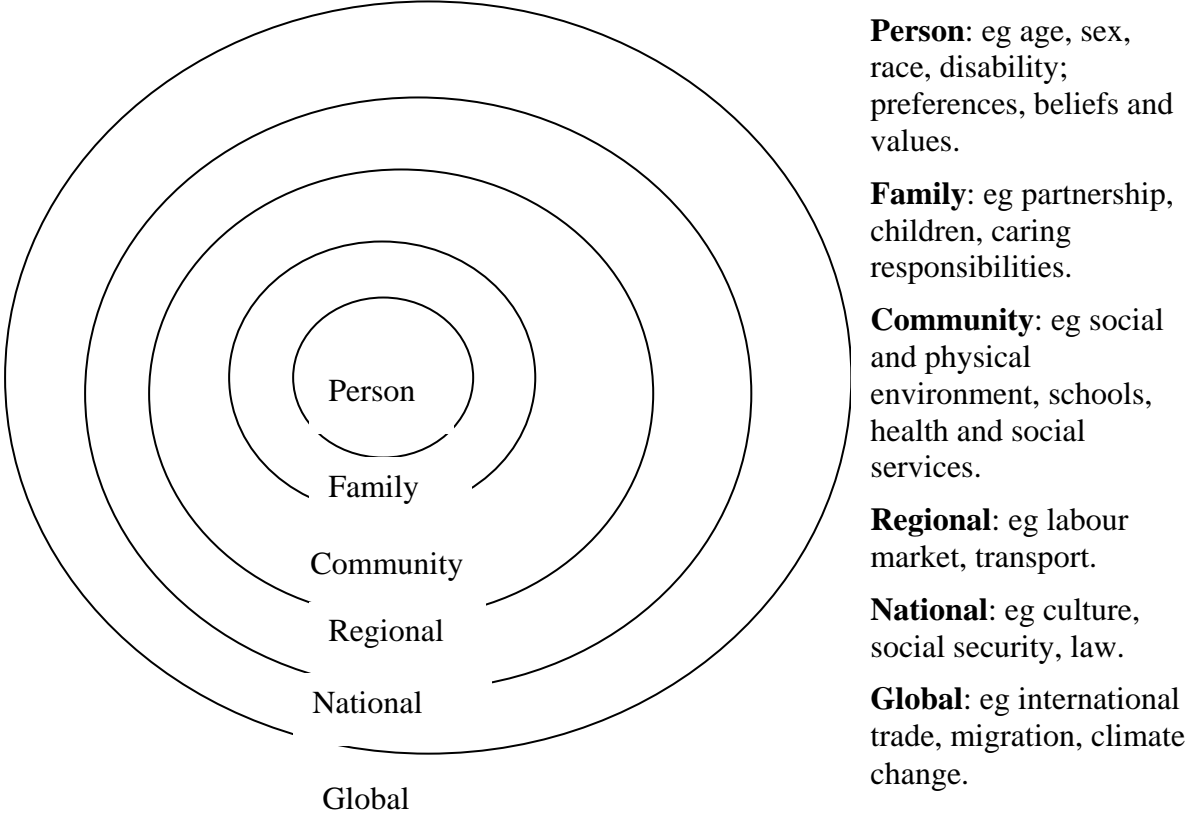 Person
Family
Community
Regional
National
Global
Person: eg age, sex,
race, disability;
preferences, beliefs and
values.
Family: eg partnership,
children, caring
responsibilities.
Community: eg social
and physical
environment, schools,
health and social
services.
Regional: eg labour
market, transport.
National: eg culture,
social security, law.
Global: eg international
trade, migration, climate
change.